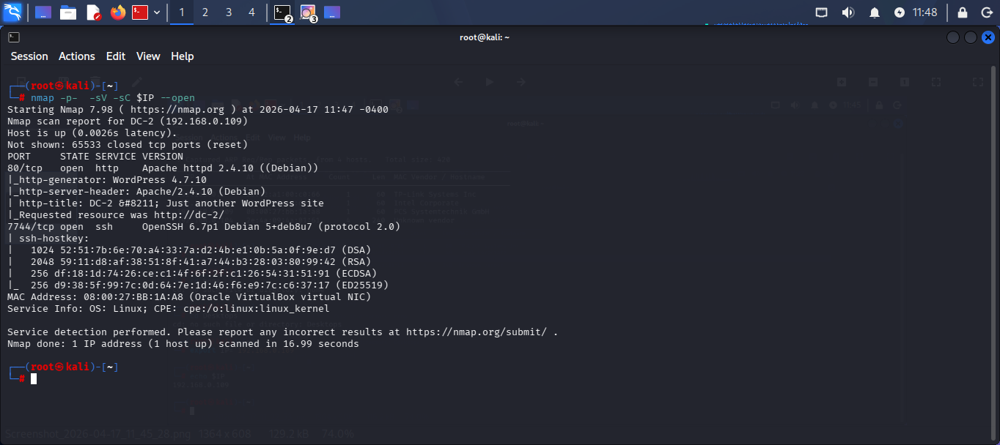 1 2 3 4 2 3 11:48
root@kali: ~
Session Actions Edit View Help
┌──(root㉿kali)-[~]
└─# nmap -p-  -sV -sC $IP --open
Starting Nmap 7.98 ( https://nmap.org ) at 2026-04-17 11:47 -0400
Nmap scan report for DC-2 (192.168.0.109)
Host is up (0.0026s latency).
Not shown: 65533 closed tcp ports (reset)
PORT     STATE SERVICE VERSION
80/tcp   open  http    Apache httpd 2.4.10 ((Debian))
|_http-generator: WordPress 4.7.10
|_http-server-header: Apache/2.4.10 (Debian)
| http-title: DC-2 &#8211; Just another WordPress site
|_Requested resource was http://dc-2/
7744/tcp open  ssh     OpenSSH 6.7p1 Debian 5+deb8u7 (protocol 2.0)
| ssh-hostkey:
|   1024 52:51:7b:6e:70:a4:33:7a:d2:4b:e1:0b:5a:0f:9e:d7 (DSA)
|   2048 59:11:d8:af:38:51:8f:41:a7:44:b3:28:03:80:99:42 (RSA)
|   256 df:18:1d:74:26:ce:c1:4f:6f:2f:c1:26:54:31:51:91 (ECDSA)
|_  256 d9:38:5f:99:7c:0d:64:7e:1d:46:f6:e9:7c:c6:37:17 (ED25519)
MAC Address: 08:00:27:BB:1A:A8 (Oracle VirtualBox virtual NIC)
Service Info: OS: Linux; CPE: cpe:/o:linux:linux_kernel
Service detection performed. Please report any incorrect results at https://nmap.org/submit/ .
Nmap done: 1 IP address (1 host up) scanned in 16.99 seconds
┌──(root㉿kali)-[~]
└─#
Screenshot_2026-04-17_11_45_28.png 1364 x 608 129.2 kB 74.0%